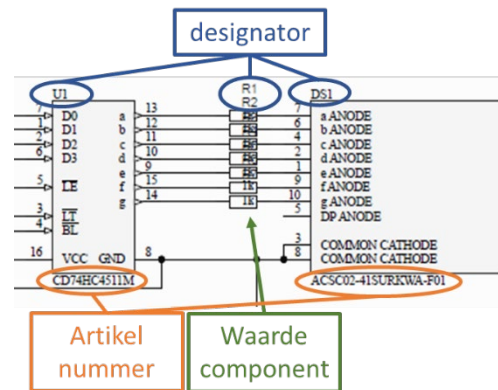 designator
U1 R1 DS1
R2
7 D0 a 13 7 a ANODE
1 D1 b 12 6 b ANODE
2 D2 c 11 4 c ANODE
6 D3 d 10 2 d ANODE
e 9 1 e ANODE
5 LE f 15 1k 9 f ANODE
g 14 1k 10 g ANODE
3 LT 5 DP ANODE
4 BL
3 COMMON CATHODE
16 VCC GND 8 8 COMMON CATHODE
CD74HC4511M ACSC02-41SURKWA-F01
Artikel
nummer
Waarde
component